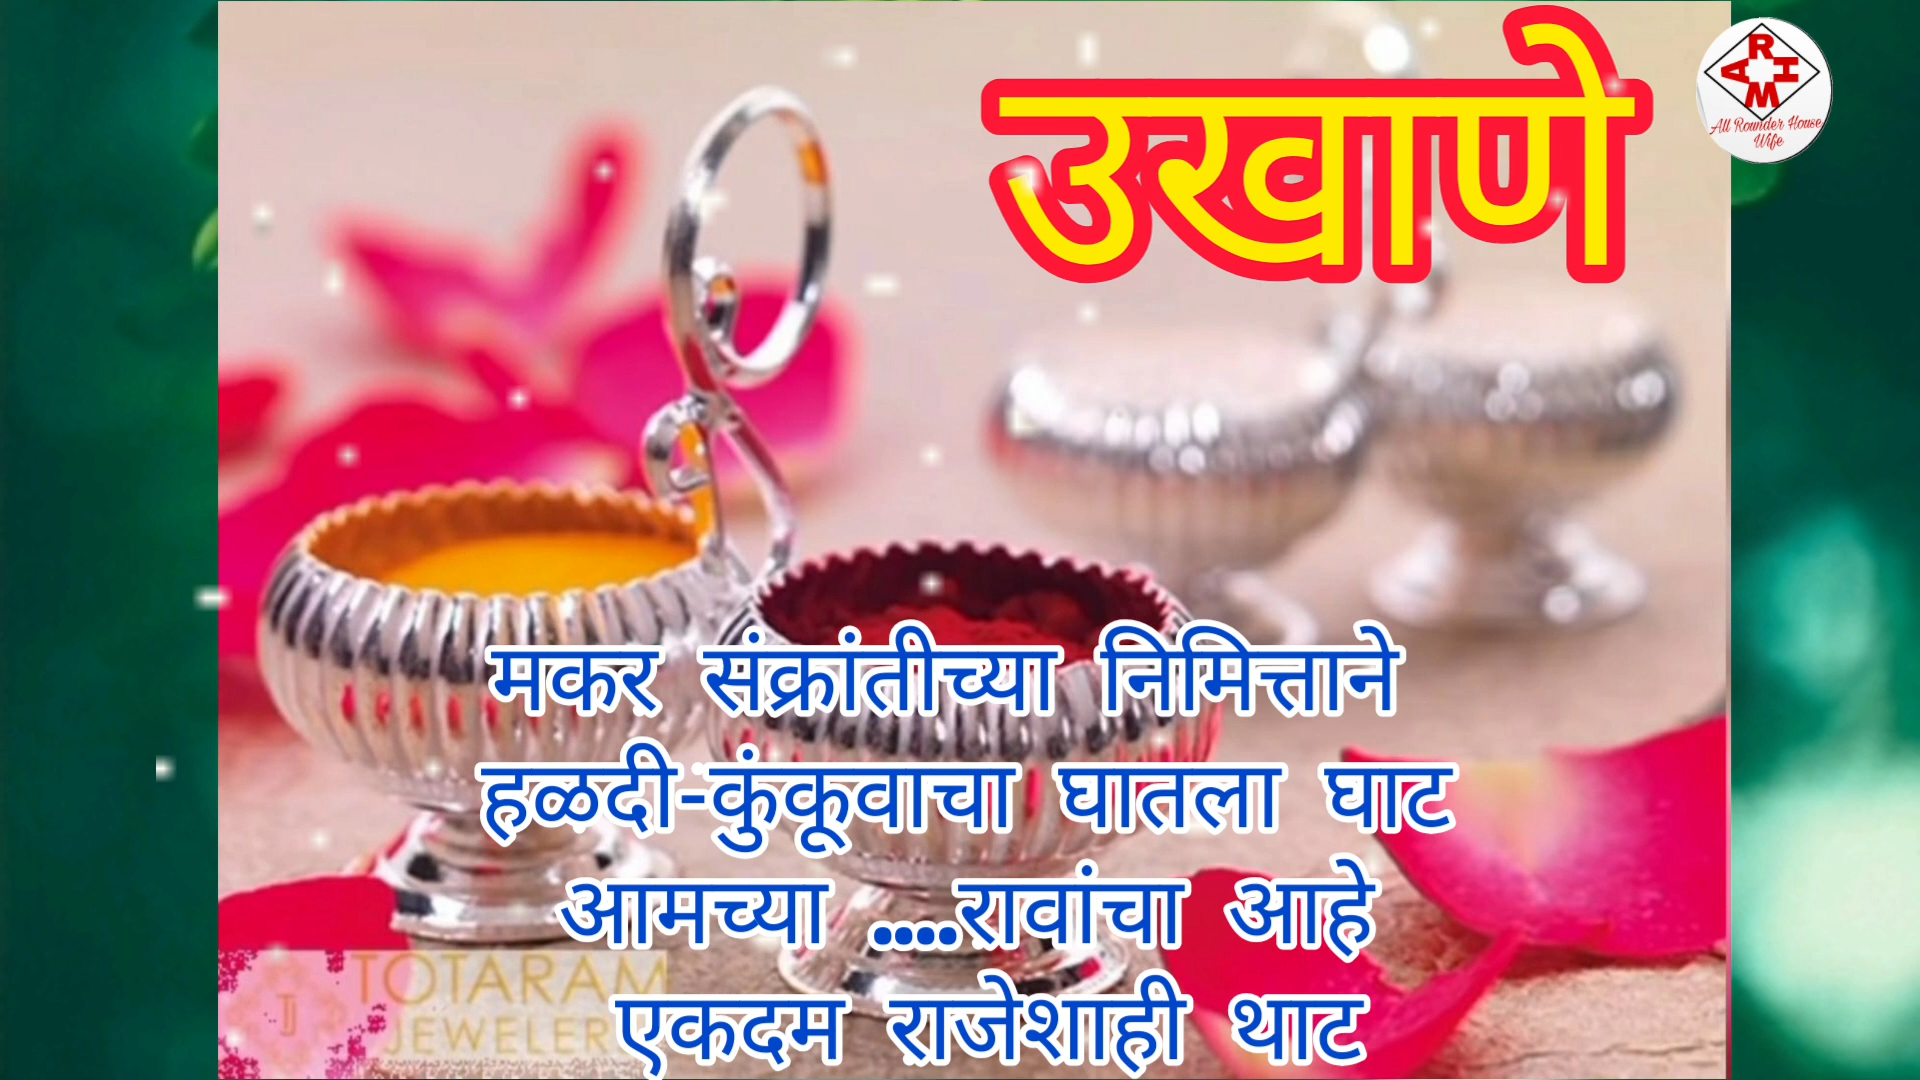 उखाणे
R
A H
W
All Rounder House
Wife
मकर संक्रांतीच्या निमित्ताने
हळदी-कुंकूवाचा घातला घाट
आमच्या ....रावांचा आहे
एकदम राजेशाही थाट
TOTARAM
JEWELER